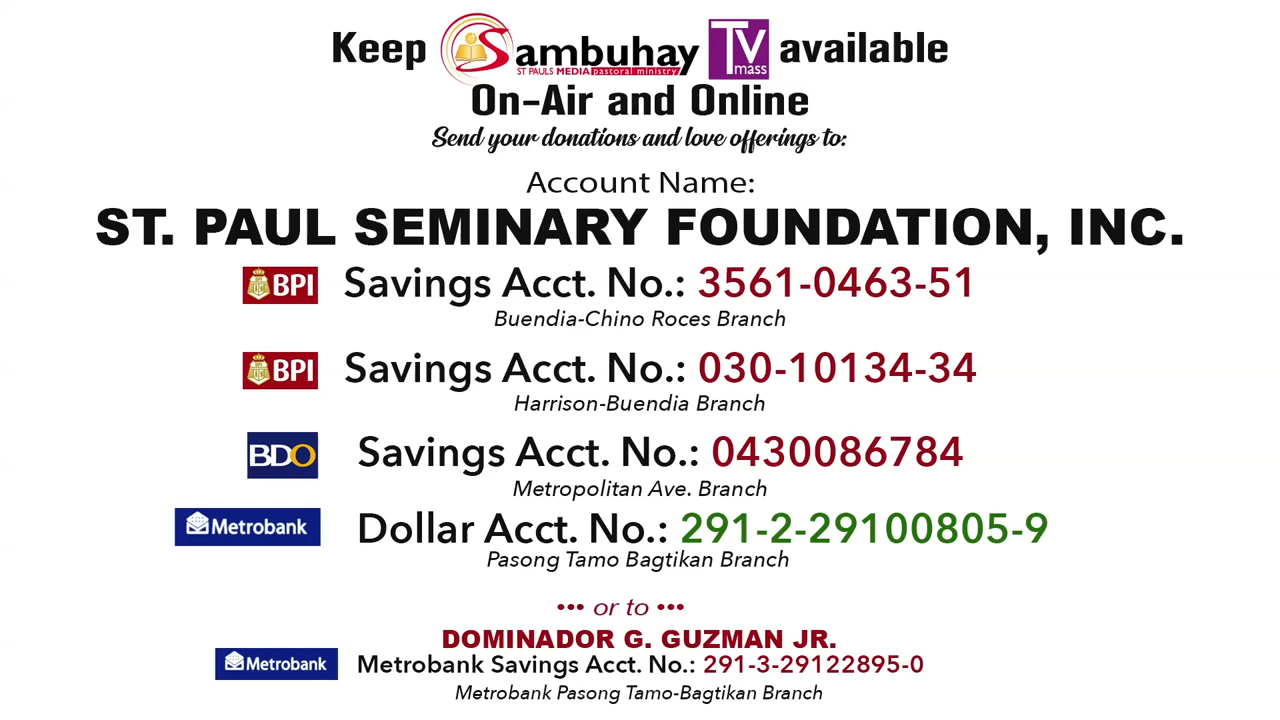 Keep Sambuhay TV mass available
ST PAULS MEDIA pastoral ministry
On-Air and Online
Send your donations and love offerings to:
Account Name:
ST. PAUL SEMINARY FOUNDATION, INC.
BPI Savings Acct. No.: 3561-0463-51
Buendia-Chino Roces Branch
BPI Savings Acct. No.: 030-10134-34
Harrison-Buendia Branch
BDO Savings Acct. No.: 0430086784
Metropolitan Ave. Branch
Metrobank Dollar Acct. No.: 291-2-29100805-9
Pasong Tamo Bagtikan Branch
••• or to •••
DOMINADOR G. GUZMAN JR.
Metrobank Metrobank Savings Acct. No.: 291-3-29122895-0
Metrobank Pasong Tamo-Bagtikan Branch